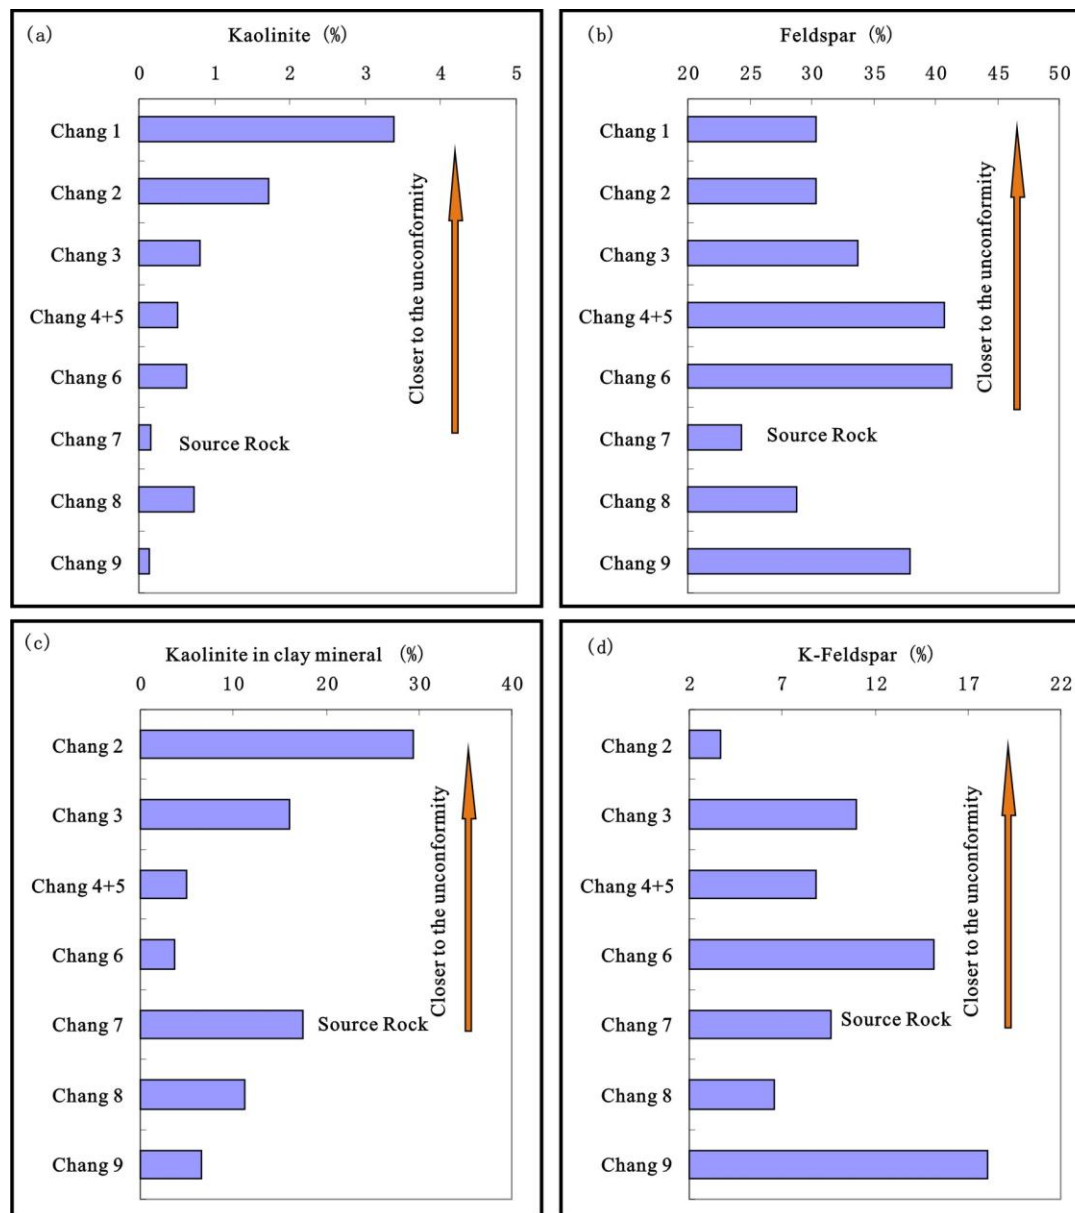 (a)
Kaolinite (%)
0 1 2 3 4 5
Chang 1
Chang 2
Chang 3
Chang 4+5
Chang 6
Chang 7
Chang 8
Chang 9
Source Rock
Closer to the unconformity
(b)
Feldspar (%)
20 25 30 35 40 45 50
Chang 1
Chang 2
Chang 3
Chang 4+5
Chang 6
Chang 7
Chang 8
Chang 9
Source Rock
Closer to the unconformity
(c)
Kaolinite in clay mineral (%)
0 10 20 30 40
Chang 2
Chang 3
Chang 4+5
Chang 6
Chang 7
Chang 8
Chang 9
Source Rock
Closer to the unconformity
(d)
K-Feldspar (%)
2 7 12 17 22
Chang 2
Chang 3
Chang 4+5
Chang 6
Chang 7
Chang 8
Chang 9
Source Rock
Closer to the unconformity